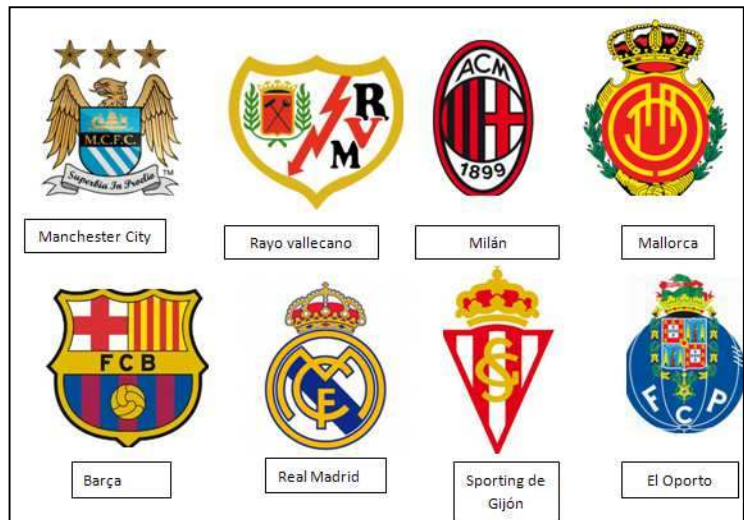 M.C.F.C.
Superbia In Proelio
TM
R
V
M
ACM
1899
Manchester City
Rayo vallecano
Milán
Mallorca
FCB
Barça
Real Madrid
Sporting de
Gijón
F C P
El Oporto